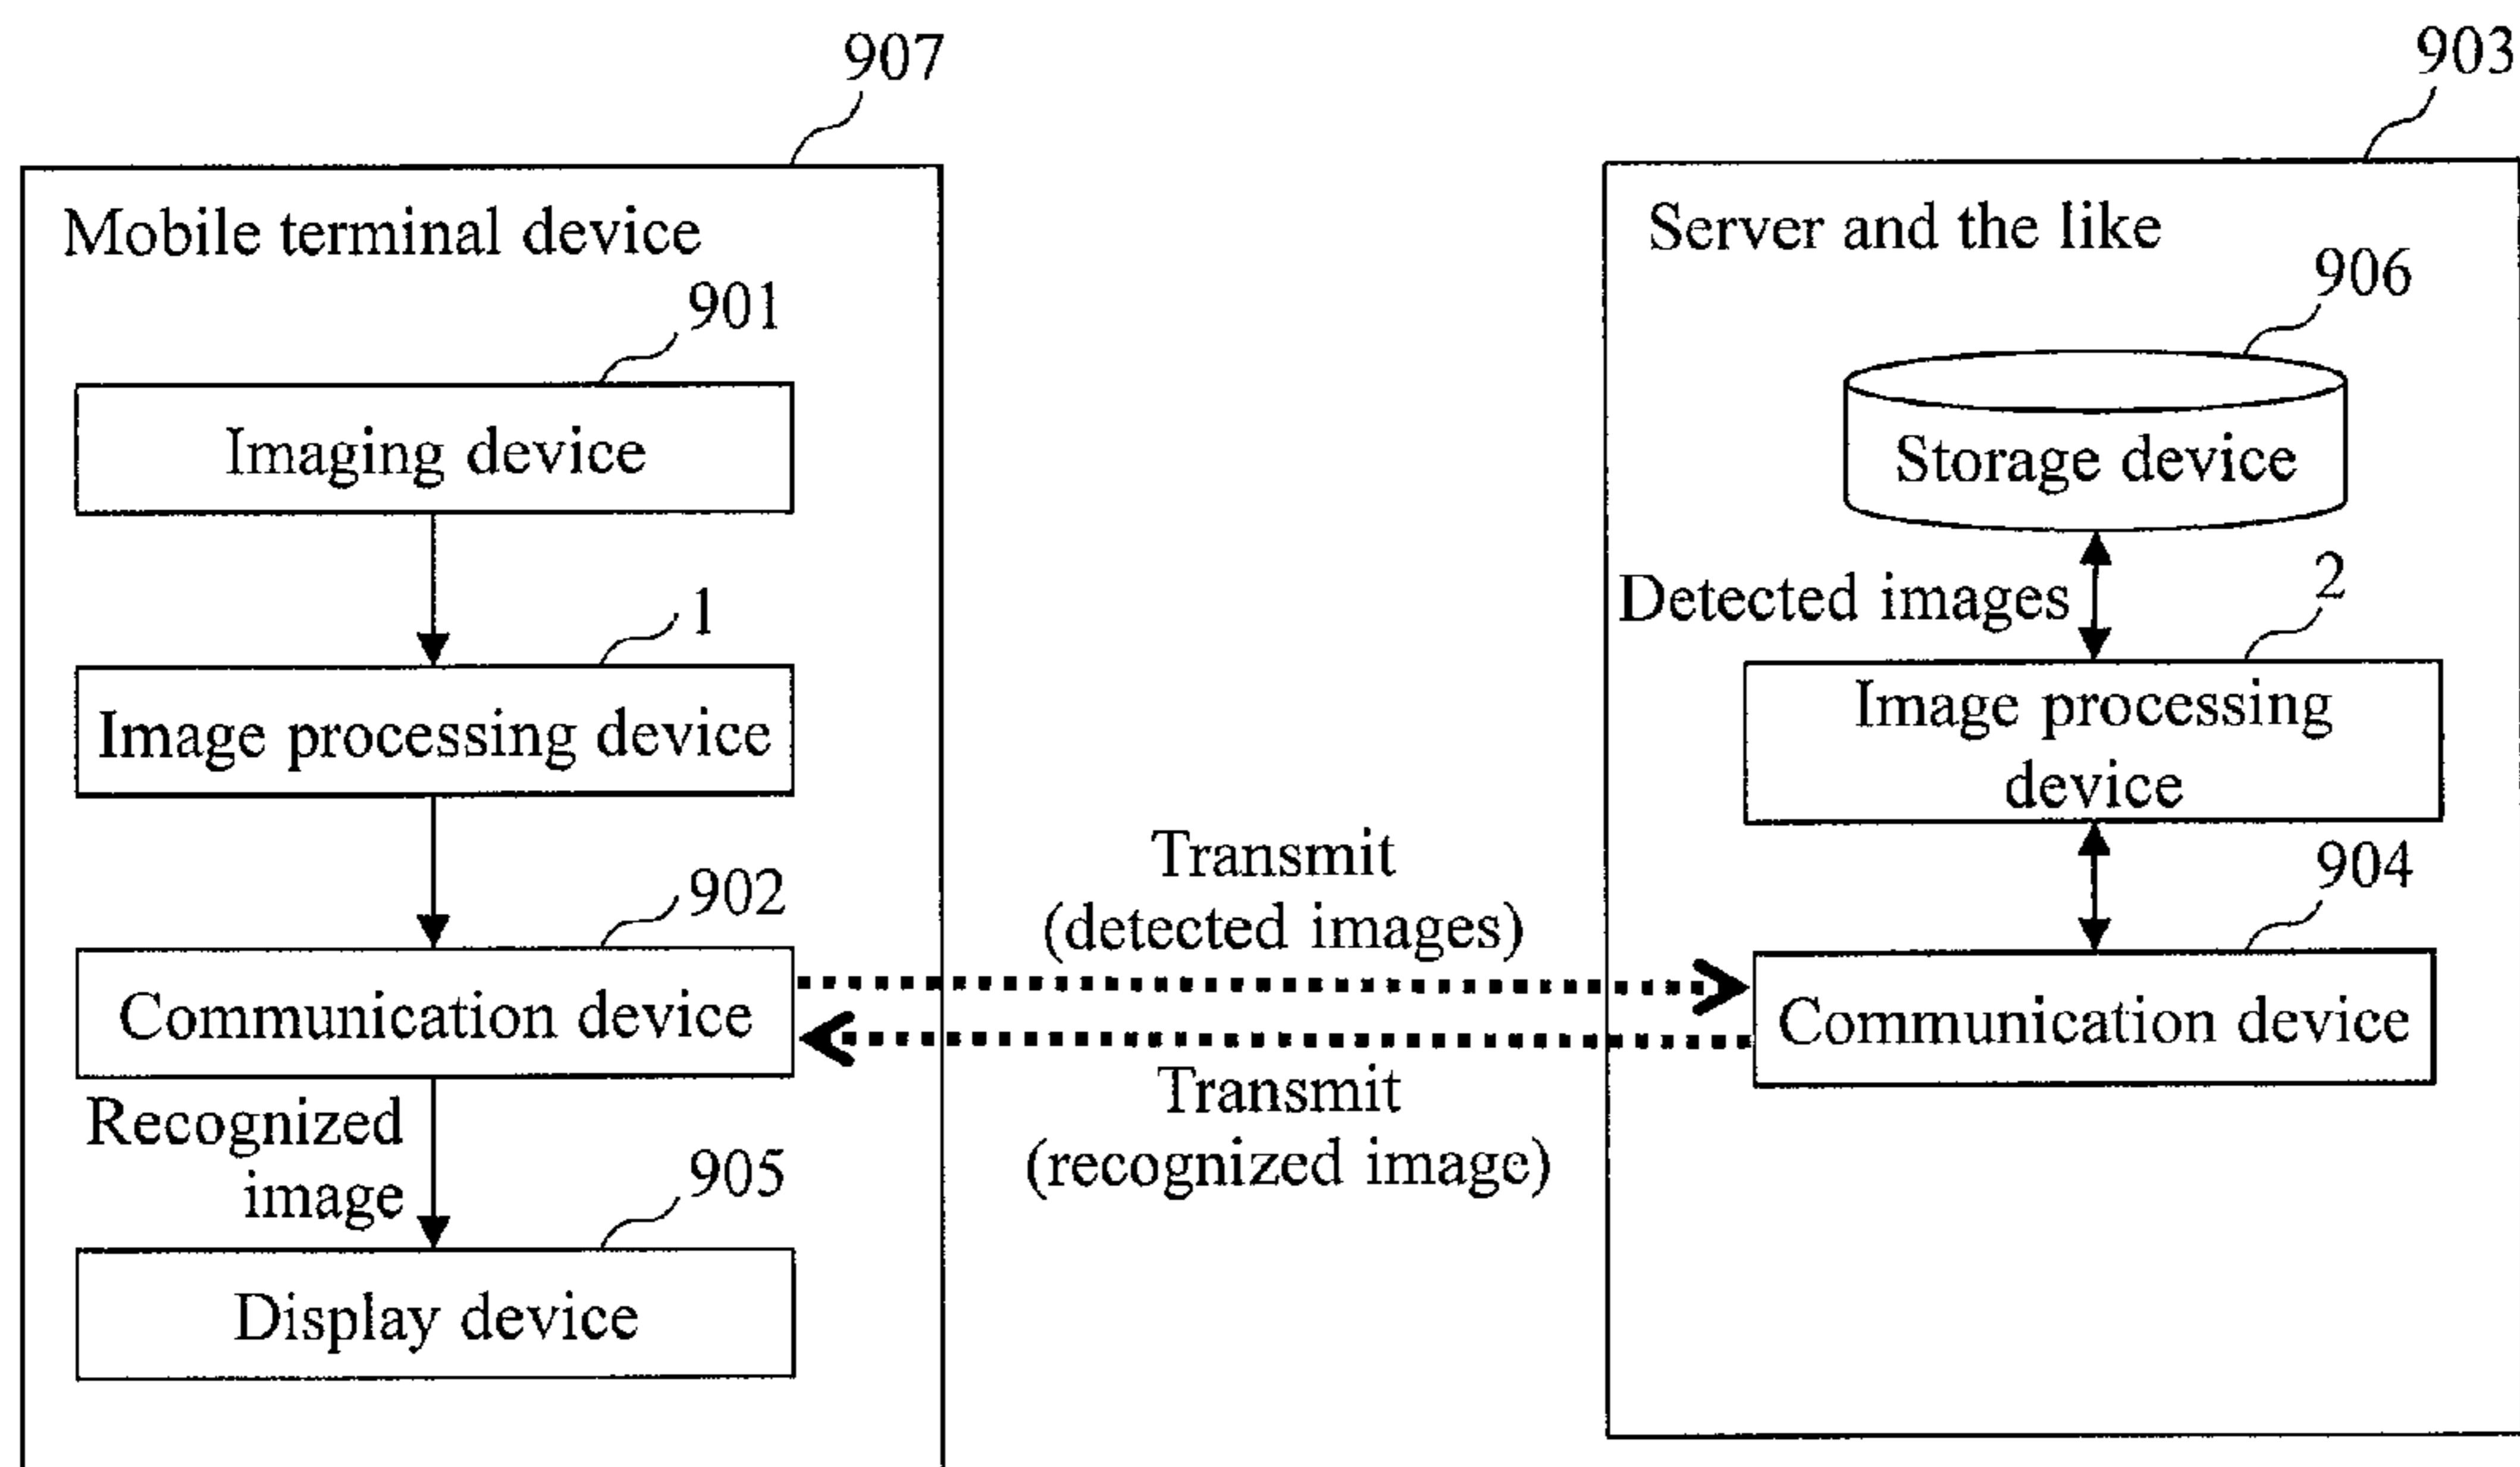 907
Mobile terminal device
901
Imaging device
1
Image processing device
902
Communication device
Recognized
image
905
Display device
Transmit
(detected images)
Transmit
(recognized image)
903
Server and the like
906
Storage device
Detected images
2
Image processing
device
904
Communication device